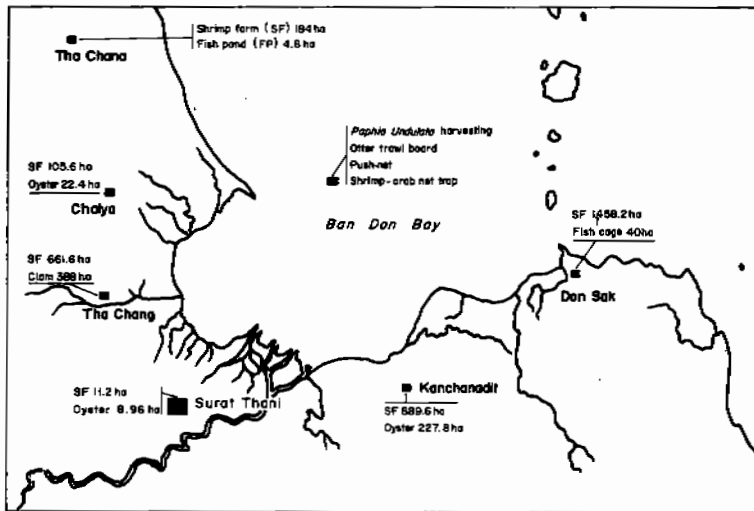 Shrimp farm (SF) 184 ha
Fish pond (FP) 4.8 ha
Tha Chana
Paphia Undulata harvesting
Otter trawl board
Push-net
Shrimp-crab net trap
SF 105.6 ha
Oyster 22.4 ha
Chaiya
Ban Don Bay
SF 1458.2 ha
Fish cage 40 ha
Don Sak
SF 661.6 ha
Clam 388 ha
Tha Chang
SF 11.2 ha
Oyster 8.96 ha
Surat Thani
Kanchanadit
SF 689.6 ha
Oyster 227.8 ha